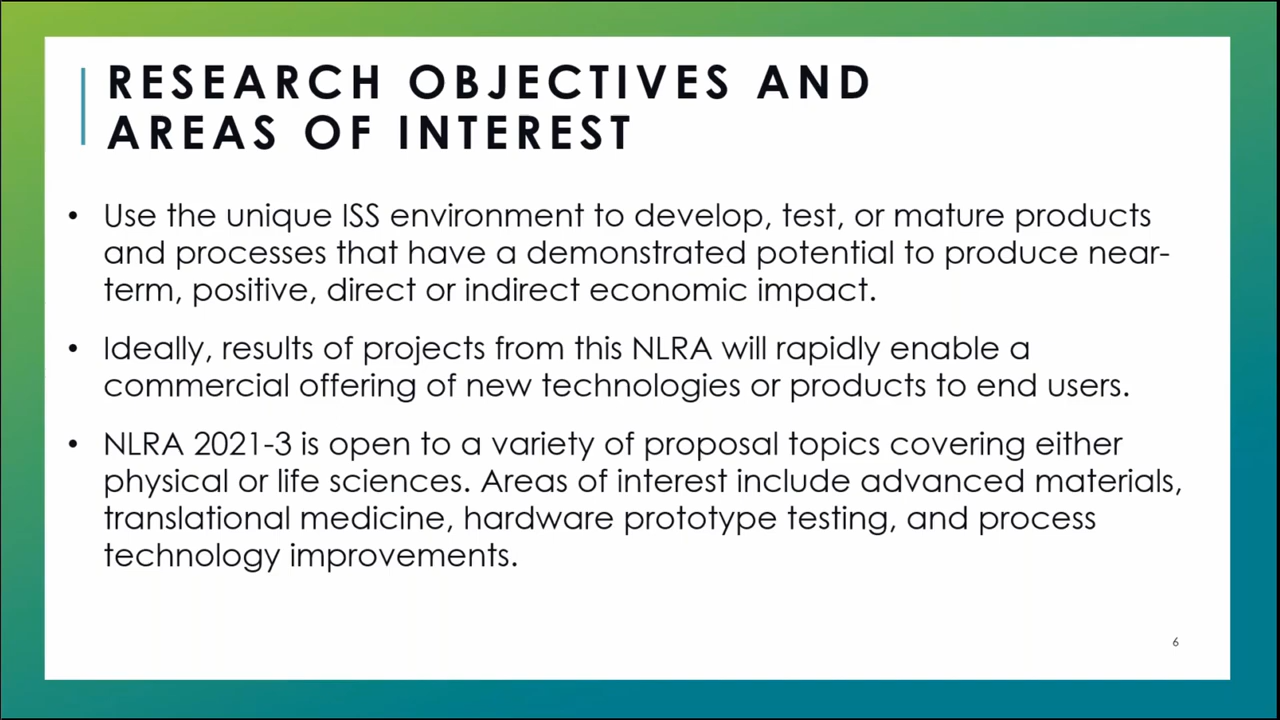 RESEARCH OBJECTIVES AND
AREAS OF INTEREST
• Use the unique ISS environment to develop, test, or mature products
and processes that have a demonstrated potential to produce near-
term, positive, direct or indirect economic impact.
• Ideally, results of projects from this NLRA will rapidly enable a
commercial offering of new technologies or products to end users.
• NLRA 2021-3 is open to a variety of proposal topics covering either
physical or life sciences. Areas of interest include advanced materials,
translational medicine, hardware prototype testing, and process
technology improvements.
6